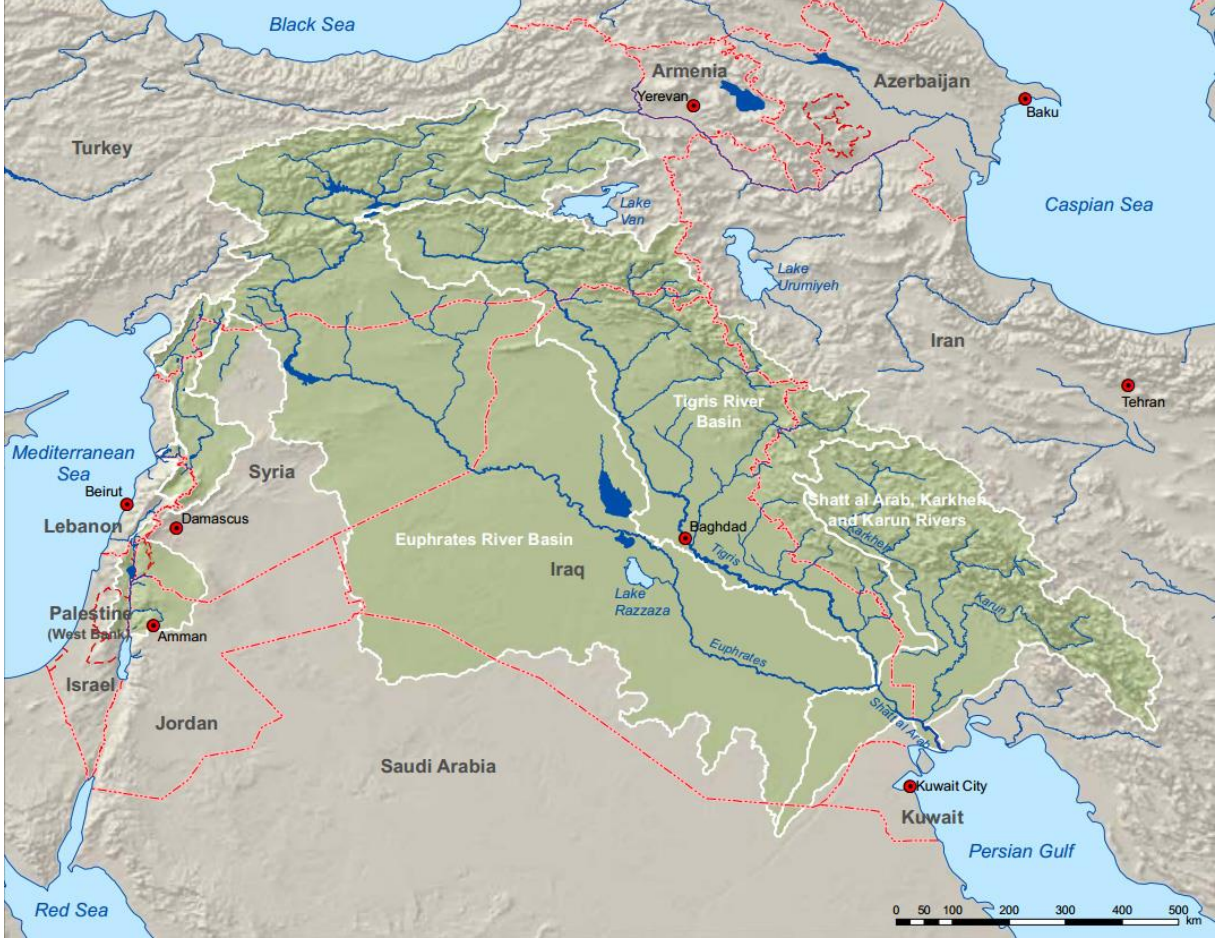 Black Sea
Armenia
Azerbaijan
Yerevan
Baku
Turkey
Lake
Van
Caspian Sea
Lake
Urumiyeh
Iran
Tehran
Tigris River
Basin
Mediterranean
Sea
Syria
Beirut
Shatt al Arab, Karkheh
and Karun Rivers
Lebanon
Damascus
Baghdad
Karkheh
Euphrates River Basin
Tigris
Iraq
Lake
Razzaza
Karun
Palestine
(West Bank)
Amman
Euphrates
Israel
Shatt al Arab
Jordan
Saudi Arabia
Kuwait City
Kuwait
Persian Gulf
Red Sea
0 50 100 200 300 400 500
km